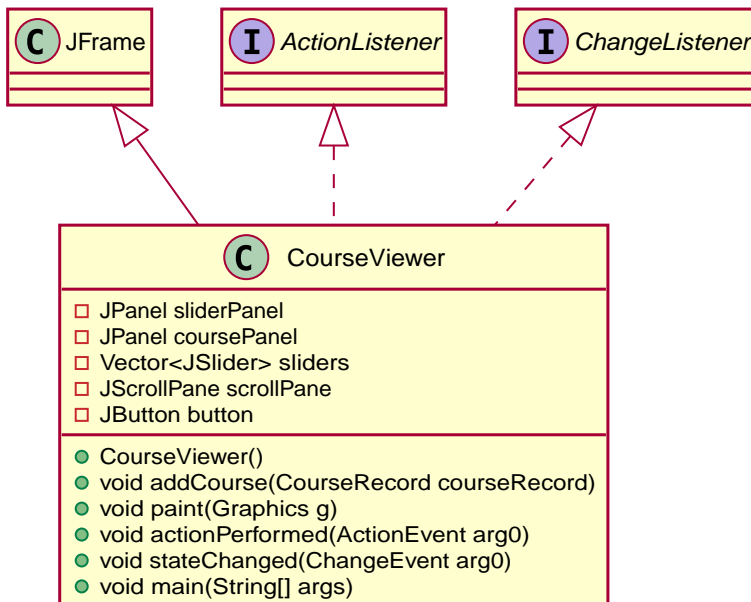 C JFrame
I ActionListener
I ChangeListener
C CourseViewer
JPanel sliderPanel
JPanel coursePanel
Vector<JSlider> sliders
JScrollPane scrollPane
JButton button
CourseViewer()
void addCourse(CourseRecord courseRecord)
void paint(Graphics g)
void actionPerformed(ActionEvent arg0)
void stateChanged(ChangeEvent arg0)
void main(String[] args)